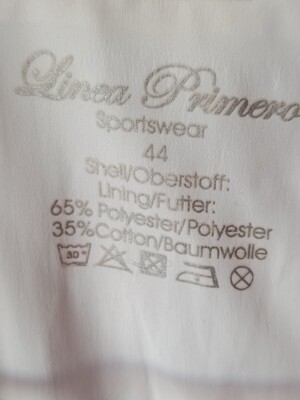 Linea Primero
Sportswear
44
Shell/Oberstoff:
Lining/Futter:
65% Polyester/Polyester
35%Cotton/Baumwolle
30°